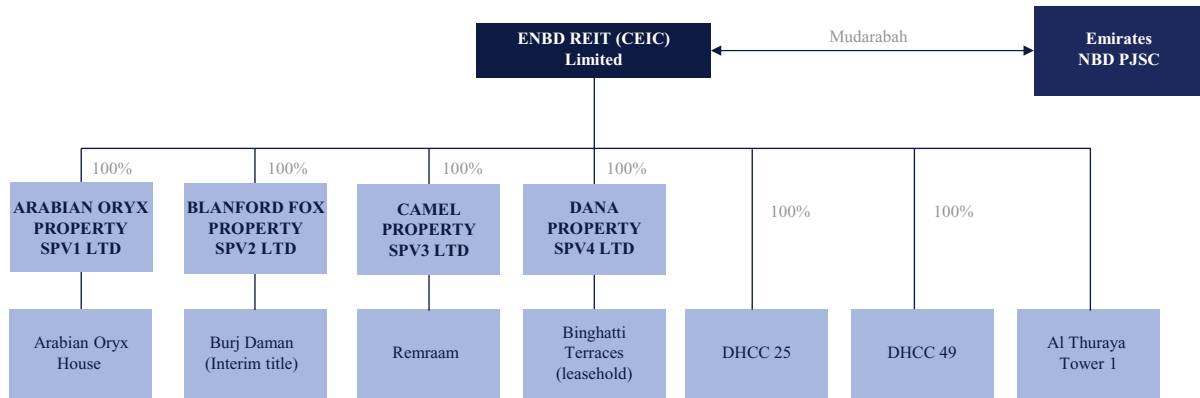 ENBD REIT (CEIC)
Limited
Mudarabah
Emirates
NBD PJSC
100%
100%
100%
100%
ARABIAN ORYX
PROPERTY
SPV1 LTD
BLANFORD FOX
PROPERTY
SPV2 LTD
CAMEL
PROPERTY
SPV3 LTD
DANA
PROPERTY
SPV4 LTD
100%
100%
Arabian Oryx
House
Burj Daman
(Interim title)
Remraam
Binghatti
Terraces
(leasehold)
DHCC 25
DHCC 49
Al Thuraya
Tower 1